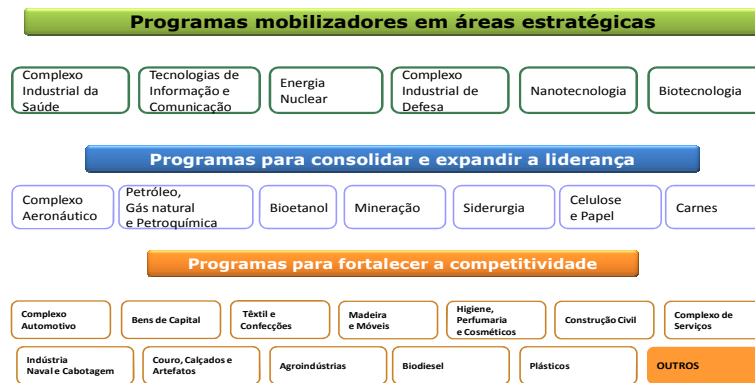 Programas mobilizadores em áreas estratégicas
Complexo
Industrial da
Saúde
Tecnologias de
Informação e
Comunicação
Energia
Nuclear
Complexo
Industrial de
Defesa
Nanotecnologia
Biotecnologia
Programas para consolidar e expandir a liderança
Complexo
Aeronáutico
Petróleo,
Gás natural
e Petroquímica
Bioetanol
Mineração
Siderurgia
Celulose
e Papel
Carnes
Programas para fortalecer a competitividade
Complexo
Automotivo
Bens de Capital
Têxtil e
Confecções
Madeira
e Móveis
Higiene,
Perfumaria
e Cosméticos
Construção Civil
Complexo de
Serviços
Indústria
Naval e Cabotagem
Couro, Calçados e
Artefatos
Agroindústrias
Biodiesel
Plásticos
OUTROS